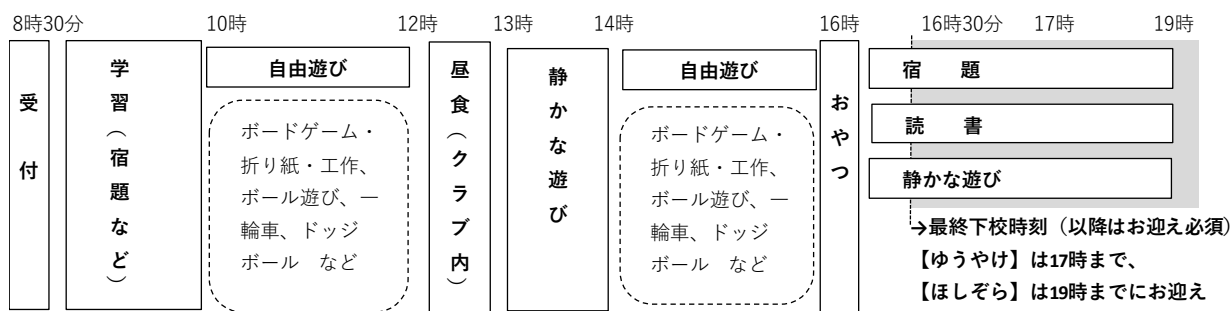 8時30分 10時 12時 13時 14時 16時 16時30分 17時 19時
受付
学習（宿題など）
自由遊び
ボードゲーム・
折り紙・工作、
ボール遊び、一
輪車、ドッジ
ボール　など
昼食（クラブ内）
静かな遊び
自由遊び
ボードゲーム・
折り紙・工作、
ボール遊び、一
輪車、ドッジ
ボール　など
おやつ
宿　題
読　書
静かな遊び
→最終下校時刻（以降はお迎え必須）
【ゆうやけ】は17時まで、
【ほしぞら】は19時までにお迎え